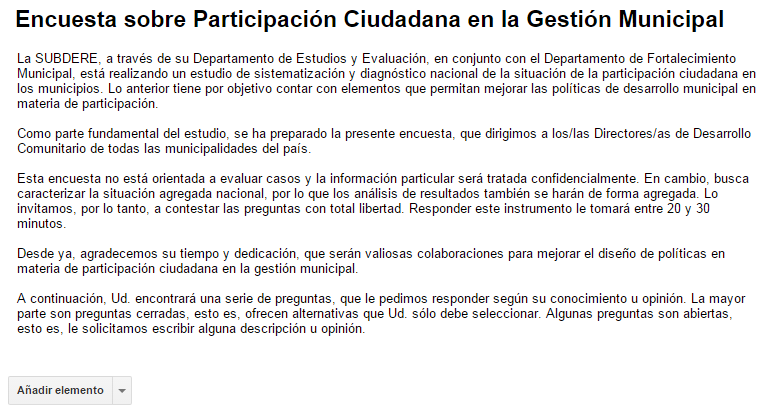 Encuesta sobre Participación Ciudadana en la Gestión Municipal
La SUBDERE, a través de su Departamento de Estudios y Evaluación, en conjunto con el Departamento de Fortalecimiento
Municipal, está realizando un estudio de sistematización y diagnóstico nacional de la situación de la participación ciudadana en
los municipios. Lo anterior tiene por objetivo contar con elementos que permitan mejorar las políticas de desarrollo municipal en
materia de participación.
Como parte fundamental del estudio, se ha preparado la presente encuesta, que dirigimos a los/las Directores/as de Desarrollo
Comunitario de todas las municipalidades del país.
Esta encuesta no está orientada a evaluar casos y la información particular será tratada confidencialmente. En cambio, busca
caracterizar la situación agregada nacional, por lo que los análisis de resultados también se harán de forma agregada. Lo
invitamos, por lo tanto, a contestar las preguntas con total libertad. Responder este instrumento le tomará entre 20 y 30
minutos.
Desde ya, agradecemos su tiempo y dedicación, que serán valiosas colaboraciones para mejorar el diseño de políticas en
materia de participación ciudadana en la gestión municipal.
A continuación, Ud. encontrará una serie de preguntas, que le pedimos responder según su conocimiento u opinión. La mayor
parte son preguntas cerradas, esto es, ofrecen alternativas que Ud. sólo debe seleccionar. Algunas preguntas son abiertas,
esto es, le solicitamos escribir alguna descripción u opinión.
Añadir elemento